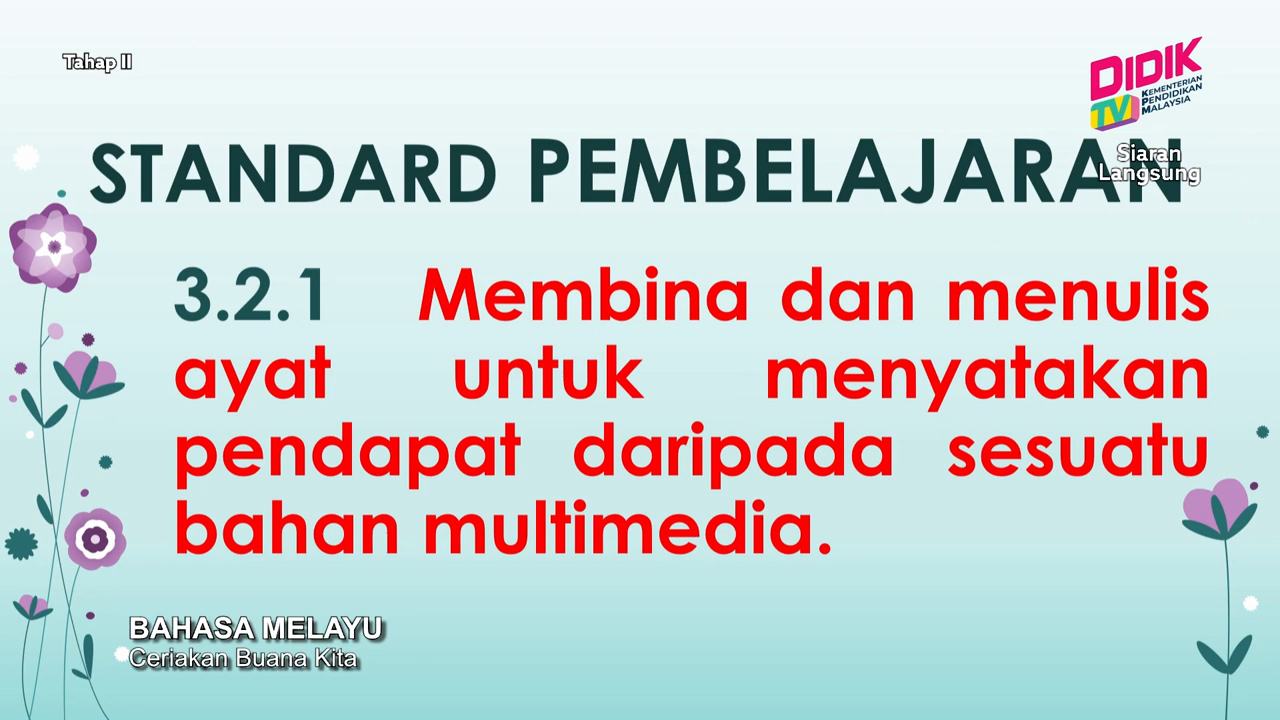 Tahap II
DIDIK
TV
KEMENTERIAN
PENDIDIKAN
MALAYSIA
STANDARD PEMBELAJARAN
Siaran
Langsung
3.2.1 Membina dan menulis
ayat untuk menyatakan
pendapat daripada sesuatu
bahan multimedia.
BAHASA MELAYU
Ceriakan Buana Kita